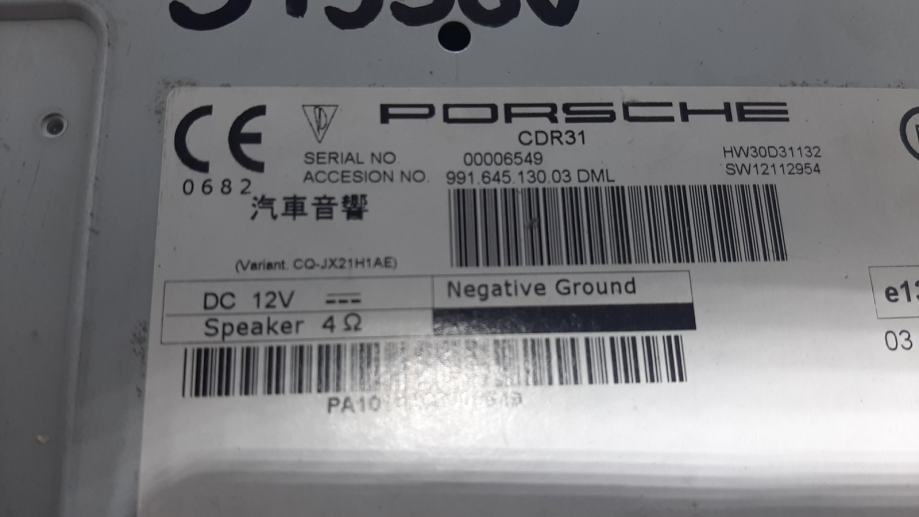 CE
PORSCHE
CDR31
SERIAL NO. 00006549 HW30D31132
ACCESION NO. 991.645.130.03 DML SW12112954
0682
汽車音響
(Variant. CQ-JX21H1AE)
DC 12V ⎓ Negative Ground
Speaker 4Ω
03